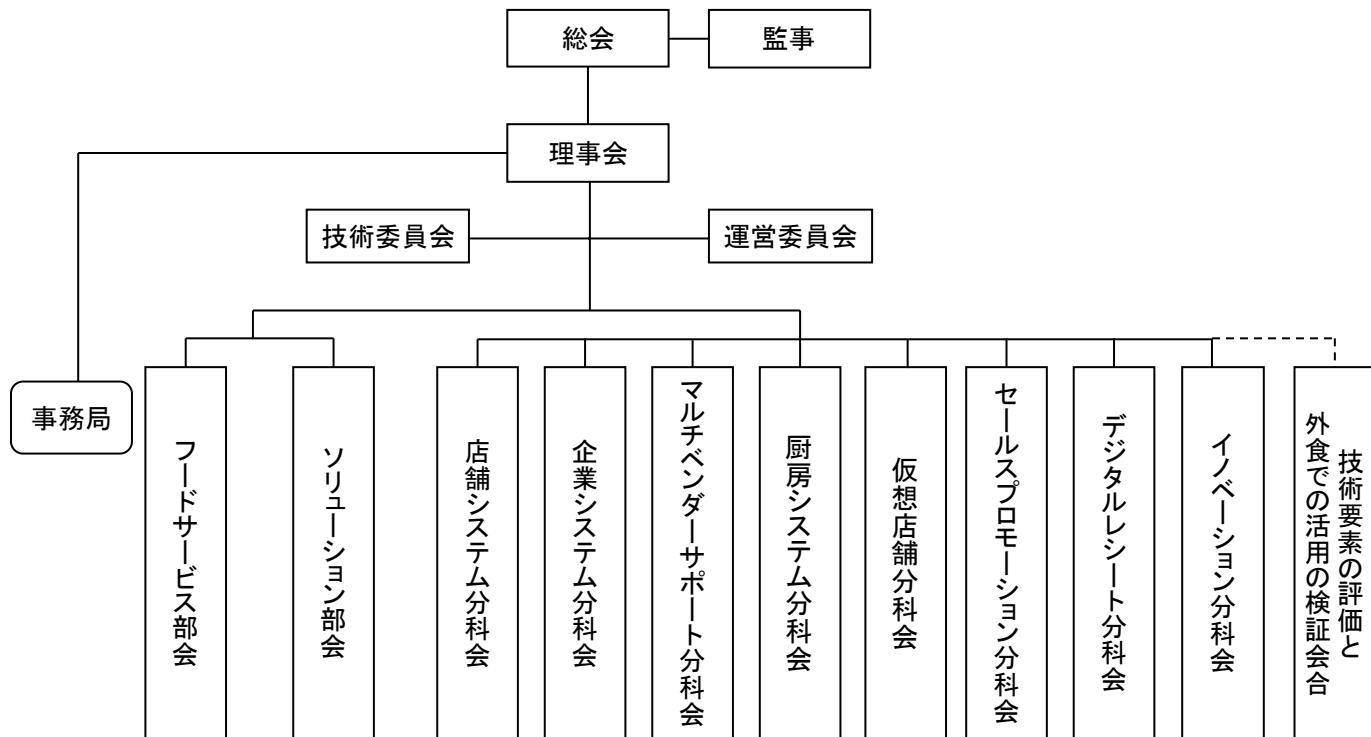 総会
監事
理事会
技術委員会
運営委員会
事務局
フードサービス部会
ソリューション部会
店舗システム分科会
企業システム分科会
マルチベンダーサポート分科会
厨房システム分科会
仮想店舗分科会
セールスプロモーション分科会
デジタルレシート分科会
イノベーション分科会
技術要素の評価と
外食での活用の検証会合